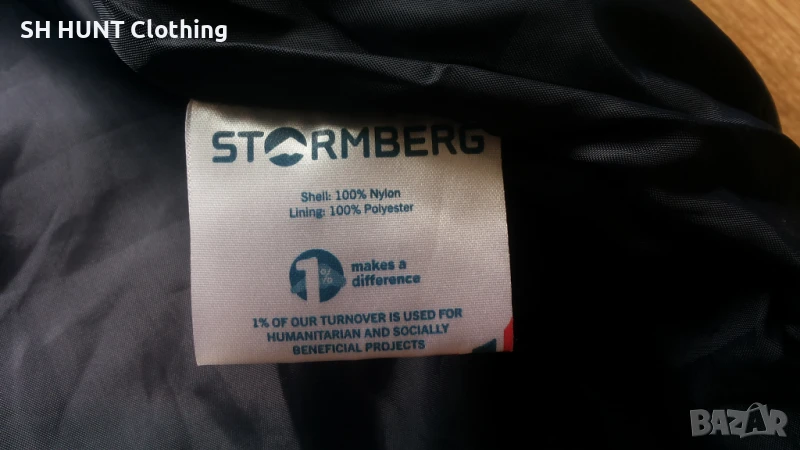 SH HUNT Clothing
STORMBERG
Shell: 100% Nylon
Lining: 100% Polyester
1%
makes a
difference
1% OF OUR TURNOVER IS USED FOR
HUMANITARIAN AND SOCIALLY
BENEFICIAL PROJECTS
BAZAR